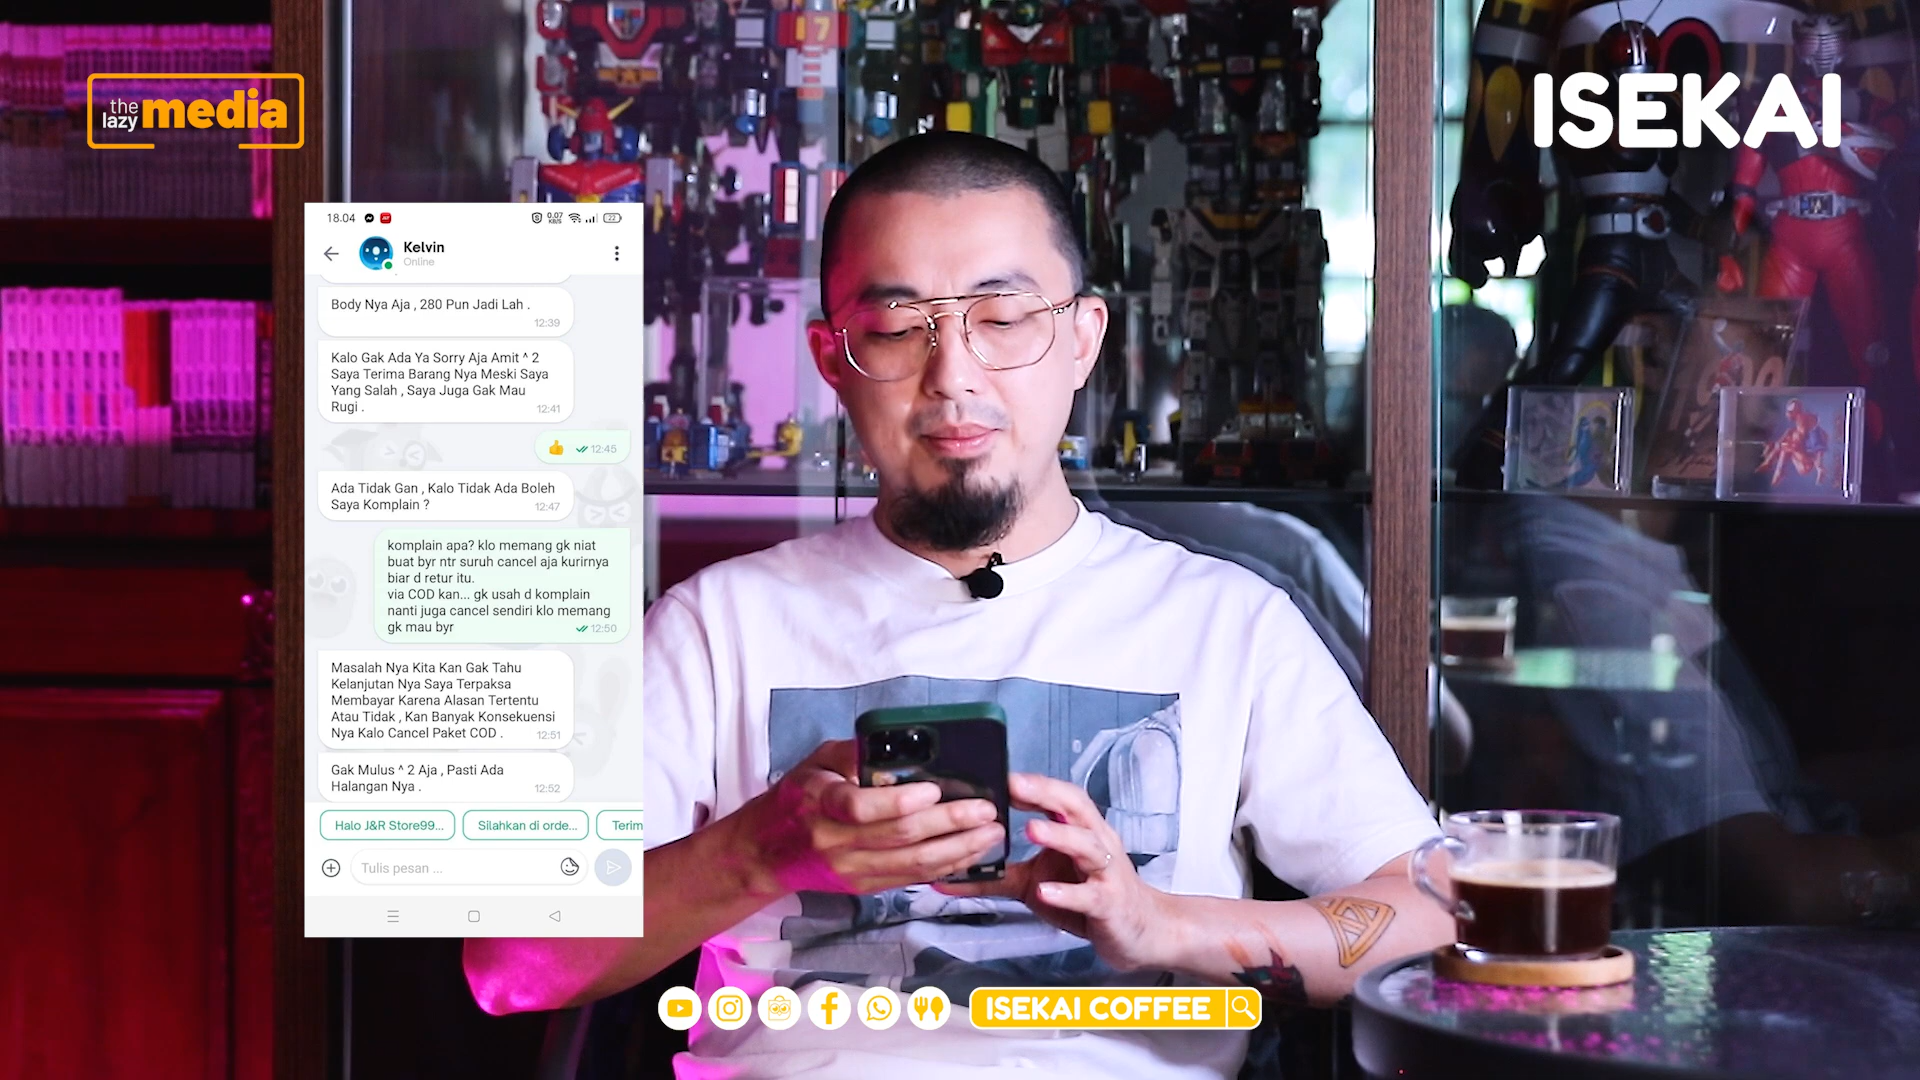 the
lazy media
ISEKAI
17
18.04
0.07
KB/S
22
Kelvin
Online
Body Nya Aja , 280 Pun Jadi Lah .
12:39
Kalo Gak Ada Ya Sorry Aja Amit ^ 2
Saya Terima Barang Nya Meski Saya
Yang Salah , Saya Juga Gak Mau
Rugi .
12:41
12:45
Ada Tidak Gan , Kalo Tidak Ada Boleh
Saya Komplain ?
12:47
komplain apa? klo memang gk niat
buat byr ntr suruh cancel aja kurirnya
biar d retur itu.
via COD kan... gk usah d komplain
nanti juga cancel sendiri klo memang
gk mau byr
12:50
Masalah Nya Kita Kan Gak Tahu
Kelanjutan Nya Saya Terpaksa
Membayar Karena Alasan Tertentu
Atau Tidak , Kan Banyak Konsekuensi
Nya Kalo Cancel Paket COD .
12:51
Gak Mulus ^ 2 Aja , Pasti Ada
Halangan Nya .
12:52
Halo J&R Store99...
Silahkan di orde...
Terim
Tulis pesan ...
ISEKAI COFFEE